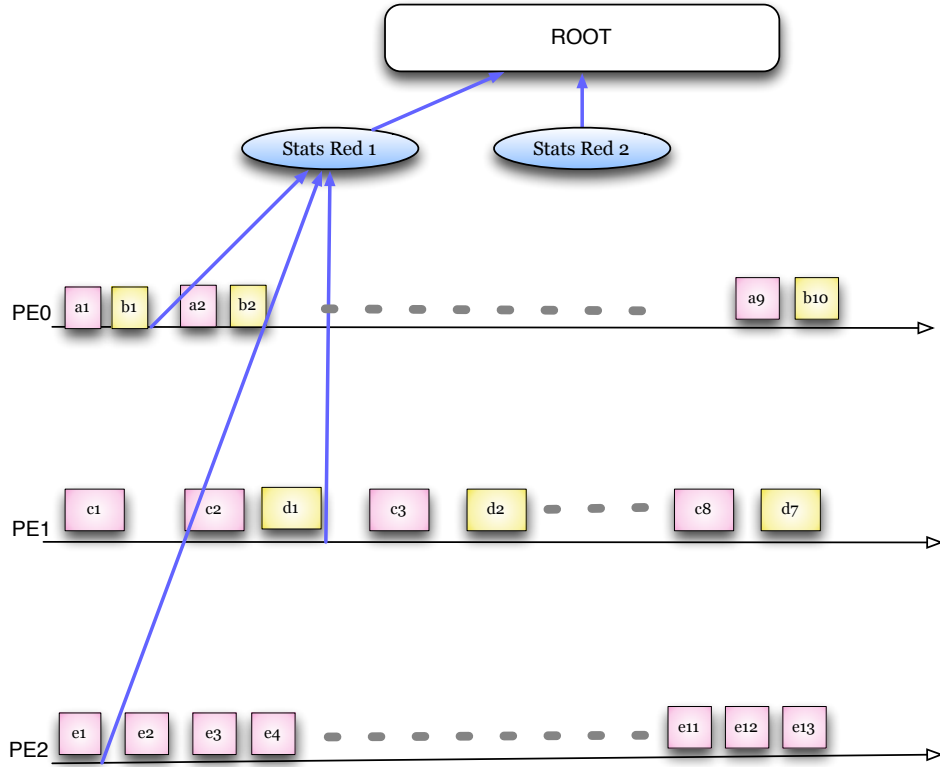 ROOT
Stats Red 1 Stats Red 2
PE0 a1 b1 a2 b2 a9 b10
PE1 c1 c2 d1 c3 d2 c8 d7
PE2 e1 e2 e3 e4 e11 e12 e13